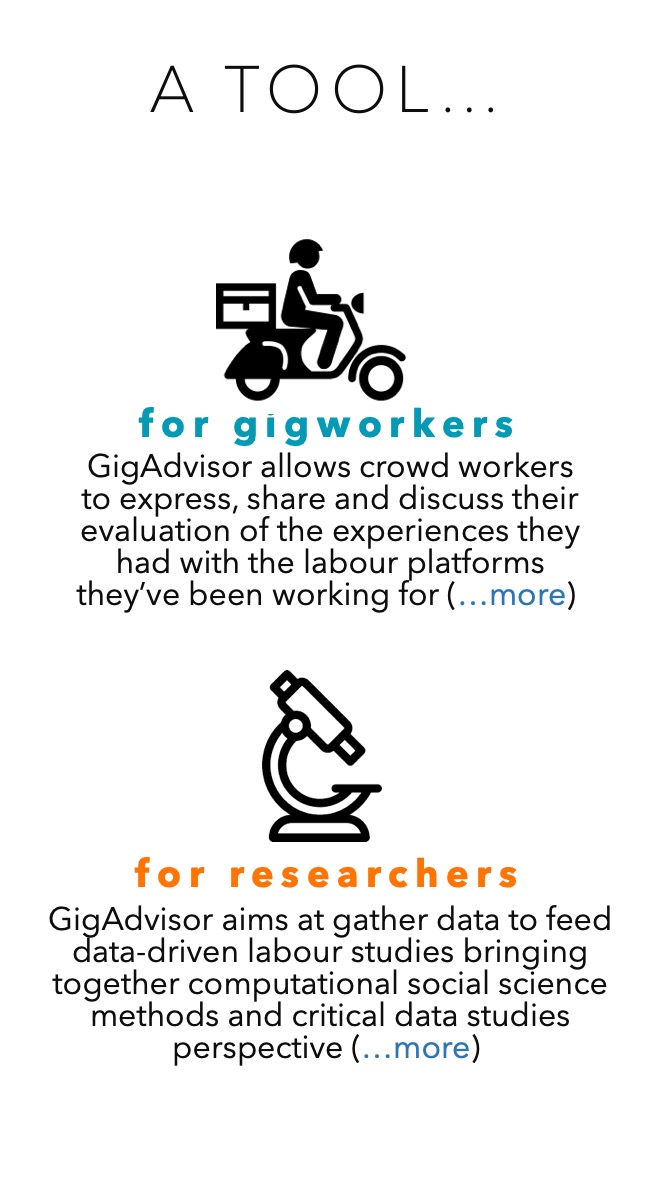 A TOOL...
for gigworkers
GigAdvisor allows crowd workers
to express, share and discuss their
evaluation of the experiences they
had with the labour platforms
they’ve been working for (…more)
for researchers
GigAdvisor aims at gather data to feed
data-driven labour studies bringing
together computational social science
methods and critical data studies
perspective (…more)